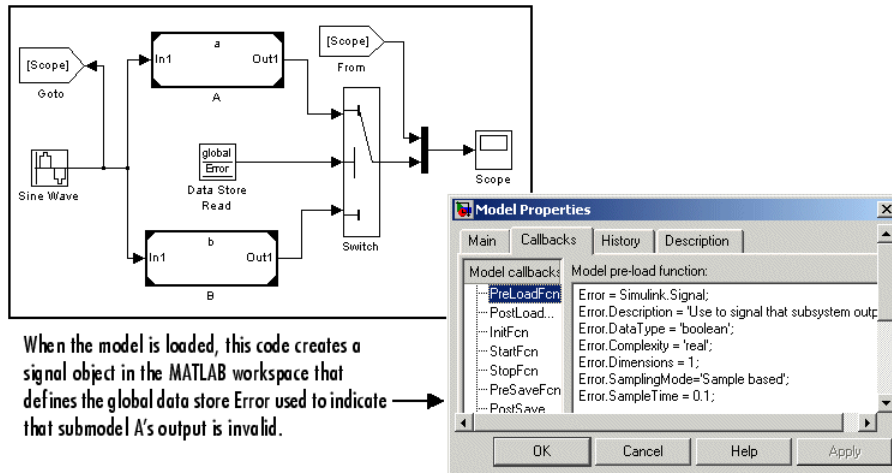 a
[Scope]
[Scope]
In1
Out1
From
Goto
A
global
Error
Sine Wave
Data Store
Read
Scope
b
Switch
In1
Out1
B
Model Properties
Main
Callbacks
History
Description
Model callbacks
Model pre-load function:
PreLoadFcn
PostLoad...
InitFcn
StartFcn
StopFcn
PreSaveFcn
PostSave
Error = Simulink.Signal;
Error.Description = 'Use to signal that subsystem outp
Error.DataType = 'boolean';
Error.Complexity = 'real';
Error.Dimensions = 1;
Error.SamplingMode='Sample based';
Error.SampleTime = 0.1;
OK
Cancel
Help
Apply
When the model is loaded, this code creates a
signal object in the MATLAB workspace that
defines the global data store Error used to indicate
that submodel A's output is invalid.